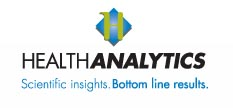 HEALTHANALYTICS
Scientific insights. Bottom line results.